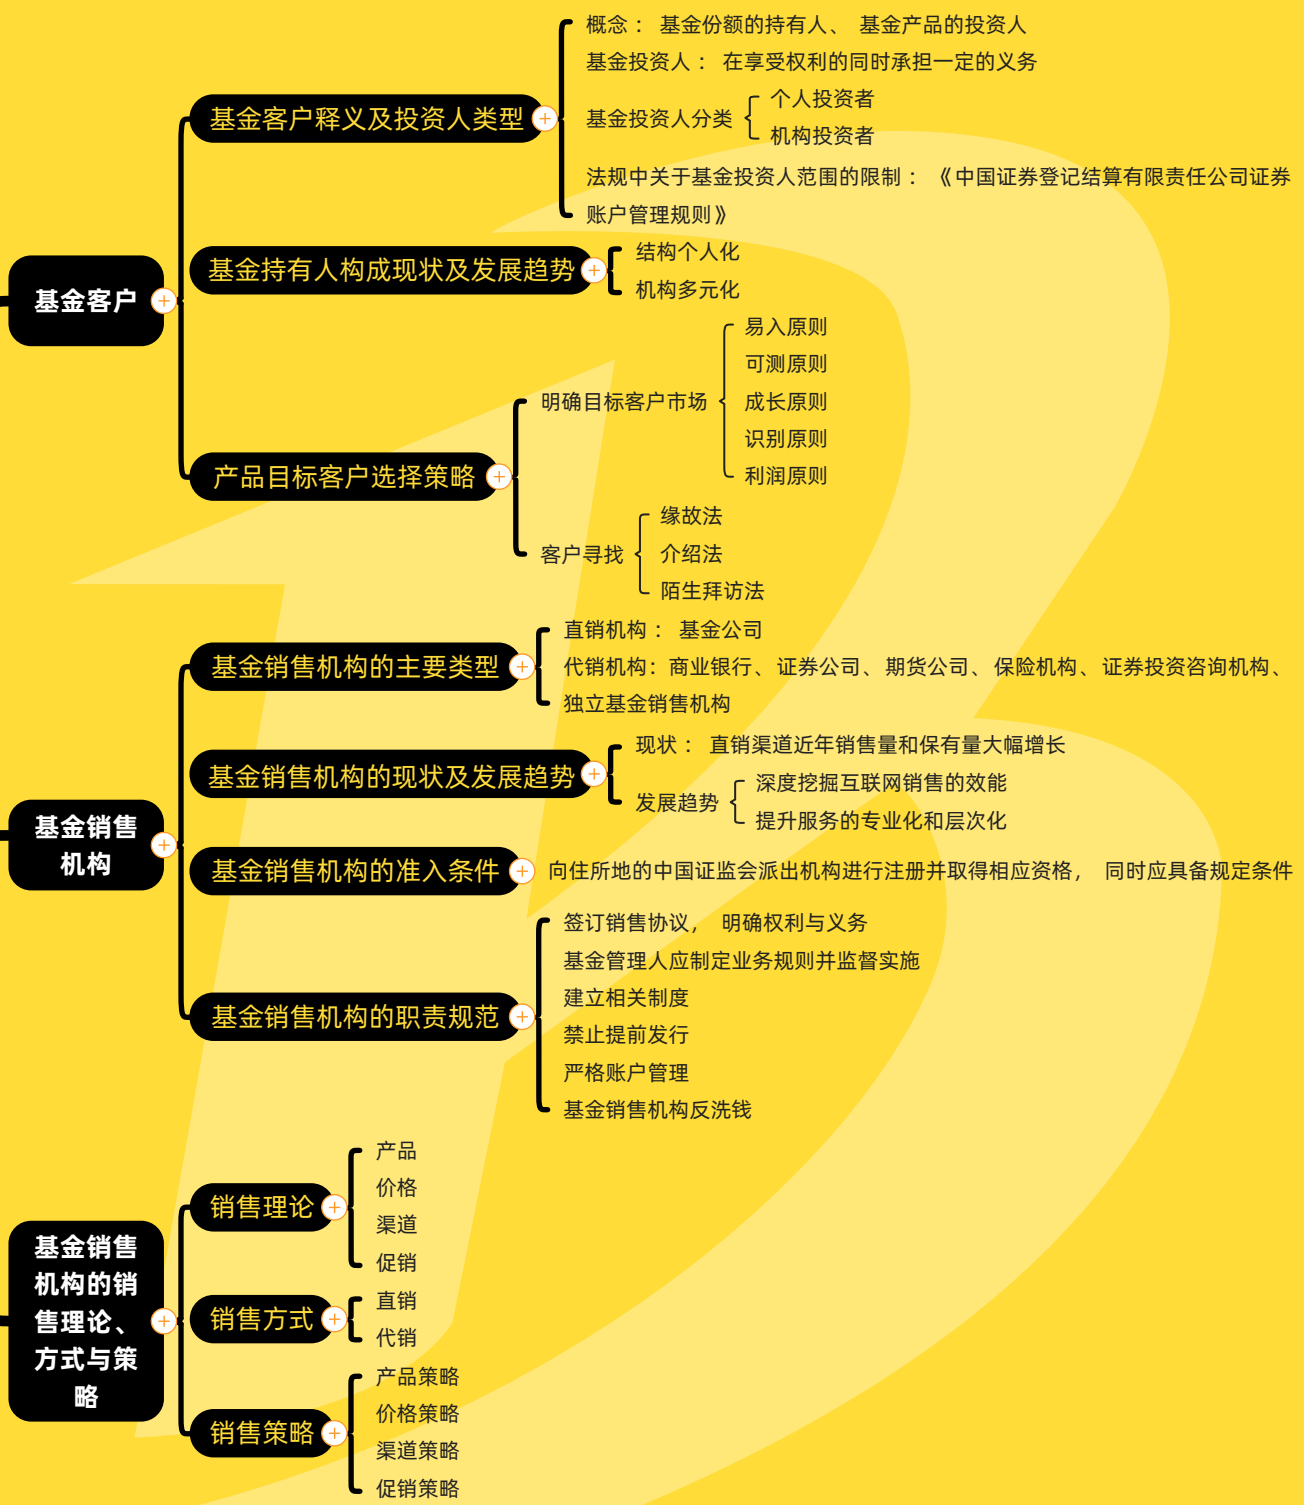 基金客户
基金客户释义及投资人类型
概念： 基金份额的持有人、 基金产品的投资人
基金投资人： 在享受权利的同时承担一定的义务
基金投资人分类
个人投资者
机构投资者
法规中关于基金投资人范围的限制： 《中国证券登记结算有限责任公司证券
账户管理规则》
基金持有人构成现状及发展趋势
结构个人化
机构多元化
产品目标客户选择策略
明确目标客户市场
易入原则
可测原则
成长原则
识别原则
利润原则
客户寻找
缘故法
介绍法
陌生拜访法
基金销售
机构
基金销售机构的主要类型
直销机构： 基金公司
代销机构：商业银行、证券公司、期货公司、保险机构、证券投资咨询机构、
独立基金销售机构
基金销售机构的现状及发展趋势
现状： 直销渠道近年销售量和保有量大幅增长
发展趋势
深度挖掘互联网销售的效能
提升服务的专业化和层次化
基金销售机构的准入条件
向住所地的中国证监会派出机构进行注册并取得相应资格， 同时应具备规定条件
基金销售机构的职责规范
签订销售协议， 明确权利与义务
基金管理人应制定业务规则并监督实施
建立相关制度
禁止提前发行
严格账户管理
基金销售机构反洗钱
基金销售
机构的销
售理论、
方式与策
略
销售理论
产品
价格
渠道
促销
销售方式
直销
代销
销售策略
产品策略
价格策略
渠道策略
促销策略